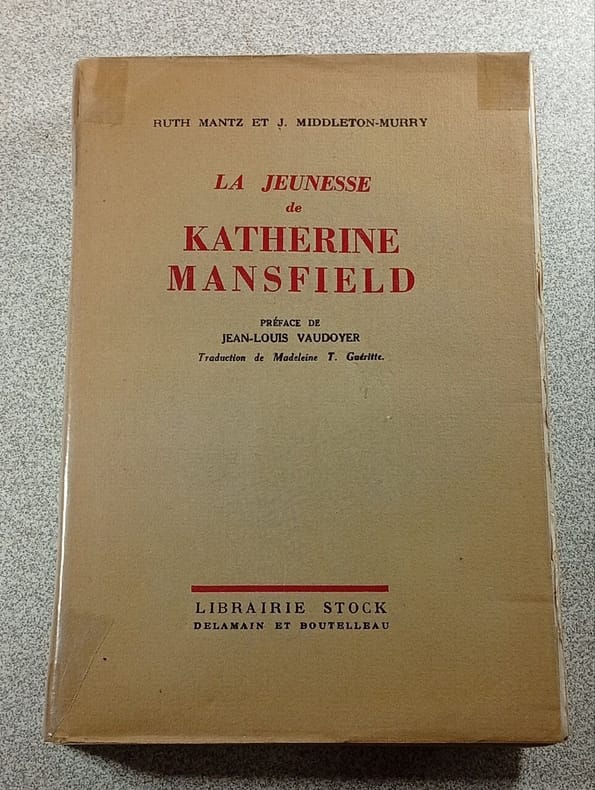 RUTH MANTZ ET J. MIDDLETON-MURRY
LA JEUNESSE
de
KATHERINE
MANSFIELD
PRÉFACE DE
JEAN-LOUIS VAUDOYER
Traduction de Madeleine T. Guéritte.
LIBRAIRIE STOCK
DELAMAIN ET BOUTELLEAU